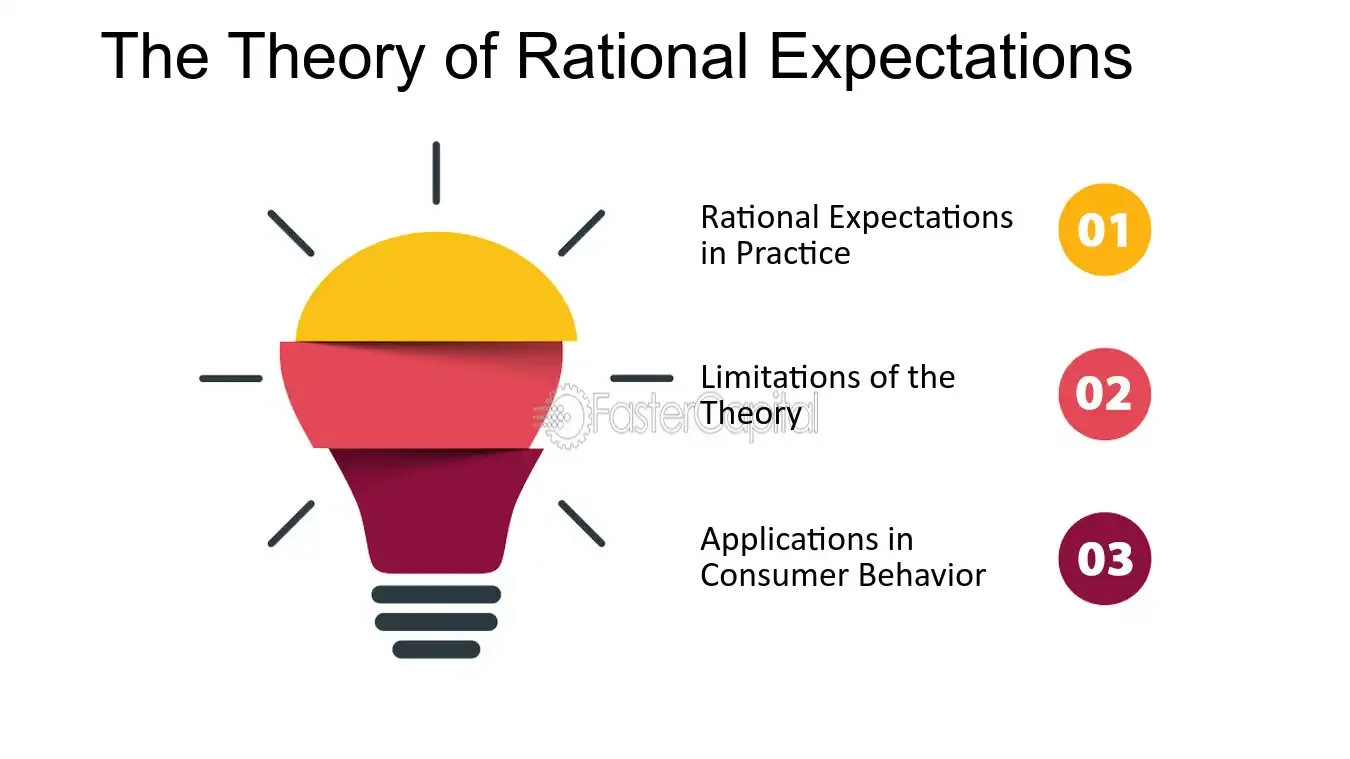 The Theory of Rational Expectations
Rational Expectations
in Practice
01
Limitations of the
Theory
02
FasterCapital
Applications in
Consumer Behavior
03